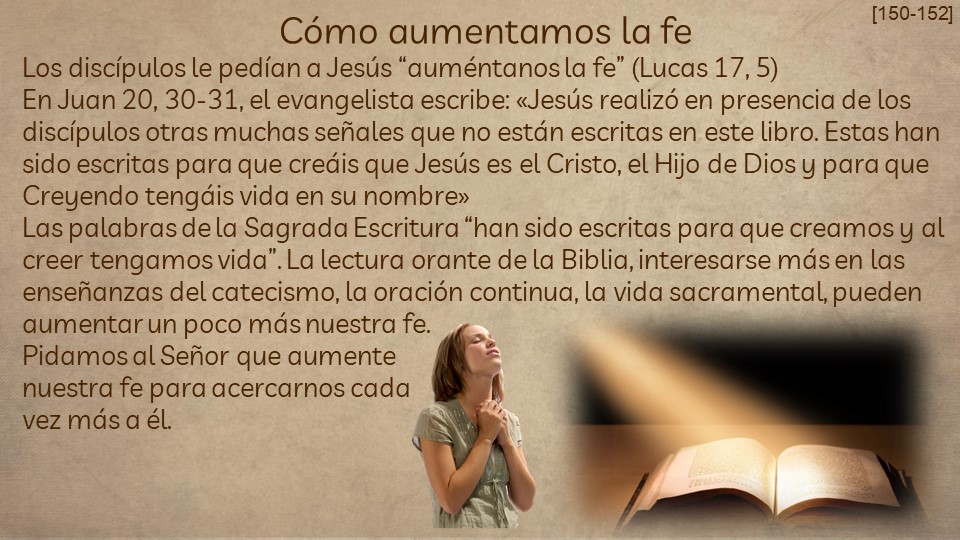 [150-152]
Cómo aumentamos la fe
Los discípulos le pedían a Jesús “auméntanos la fe” (Lucas 17, 5)
En Juan 20, 30-31, el evangelista escribe: «Jesús realizó en presencia de los
discípulos otras muchas señales que no están escritas en este libro. Estas han
sido escritas para que creáis que Jesús es el Cristo, el Hijo de Dios y para que
Creyendo tengáis vida en su nombre»
Las palabras de la Sagrada Escritura “han sido escritas para que creamos y al
creer tengamos vida”. La lectura orante de la Biblia, interesarse más en las
enseñanzas del catecismo, la oración continua, la vida sacramental, pueden
aumentar un poco más nuestra fe.
Pidamos al Señor que aumente
nuestra fe para acercarnos cada
vez más a él.